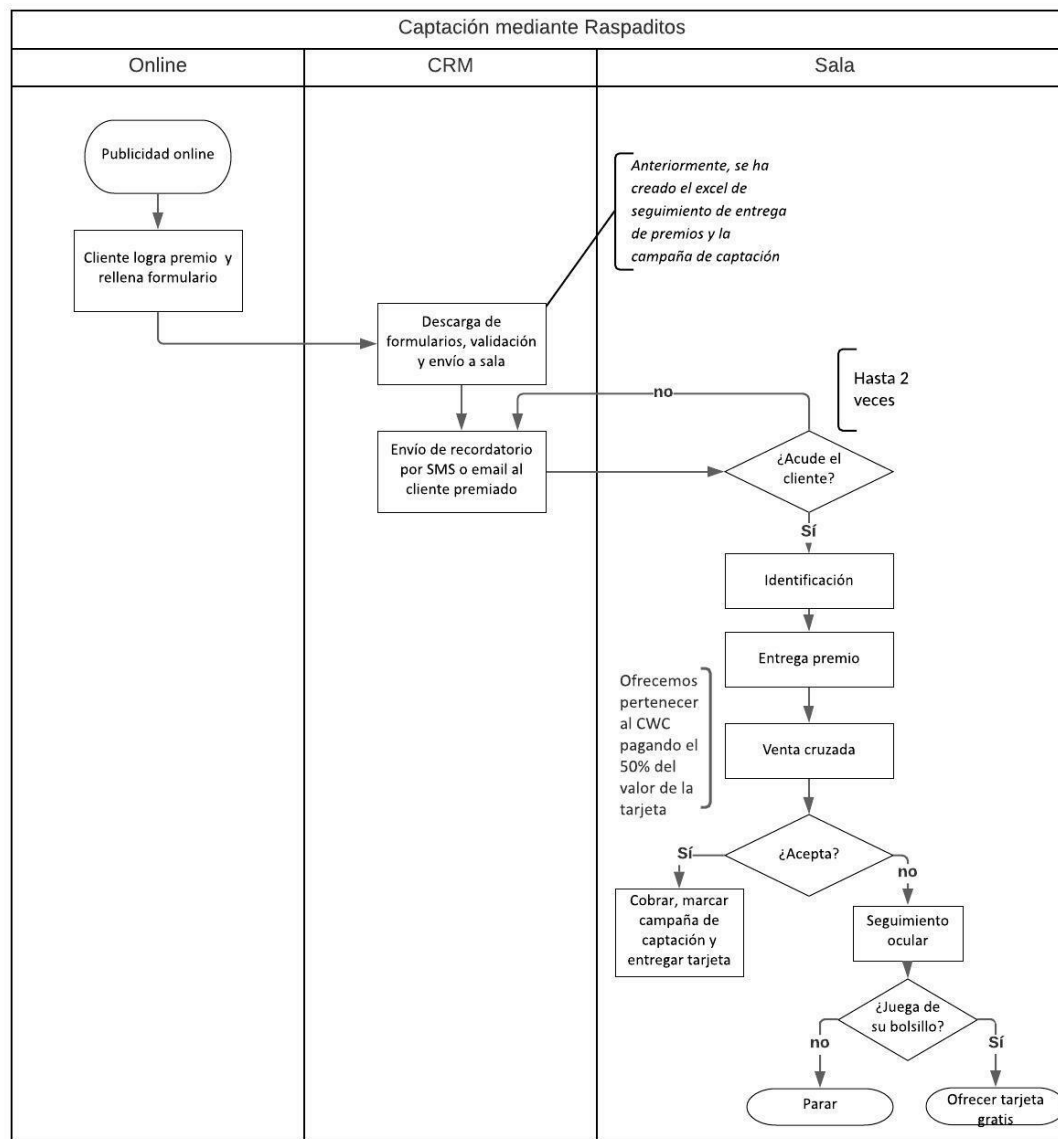 Captación mediante Raspaditos
Online
CRM
Sala
Publicidad online
Cliente logra premio y
rellena formulario
Anteriormente, se ha
creado el excel de
seguimiento de entrega
de premios y la
campaña de captación
Descarga de
formularios, validación
y envío a sala
Envío de recordatorio
por SMS o email al
cliente premiado
no
Hasta 2
veces
¿Acude el
cliente?
Sí
Identificación
Entrega premio
Ofrecemos
pertenecer
al CWC
pagando el
50% del
valor de la
tarjeta
Venta cruzada
¿Acepta?
Sí
no
Cobrar, marcar
campaña de
captación y
entregar tarjeta
Seguimiento
ocular
¿Juega de
su bolsillo?
no
Sí
Parar
Ofrecer tarjeta
gratis